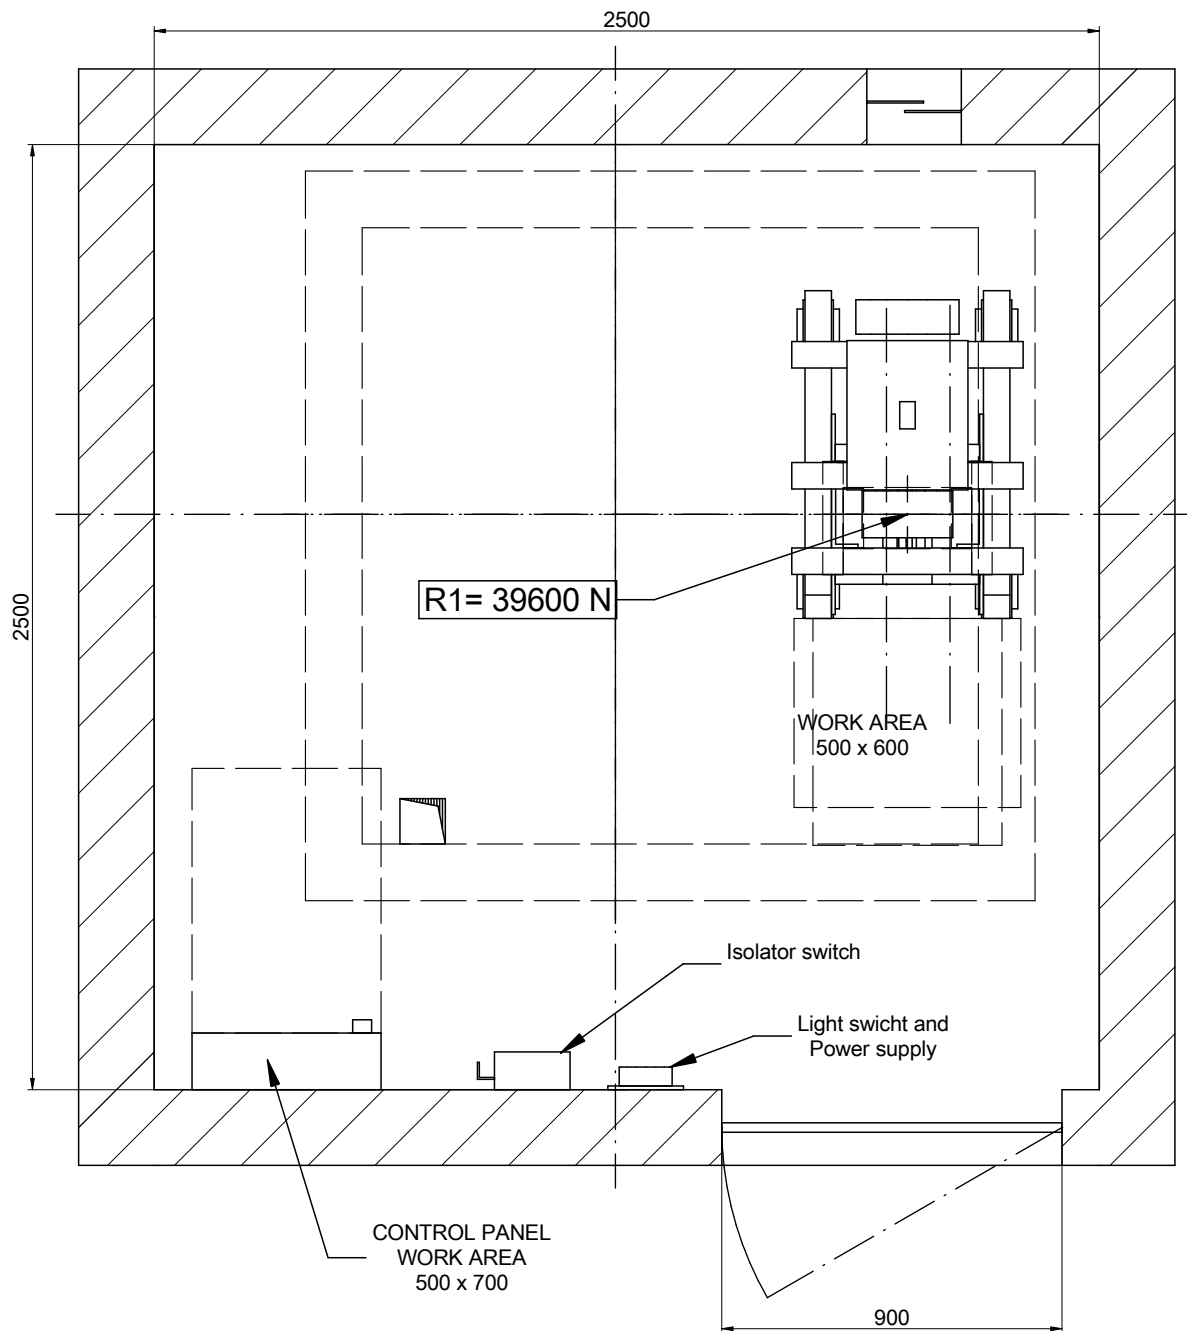 2500
2500
R1= 39600 N
WORK AREA
500 x 600
Isolator switch
Light swicht and
Power supply
CONTROL PANEL
WORK AREA
500 x 700
900